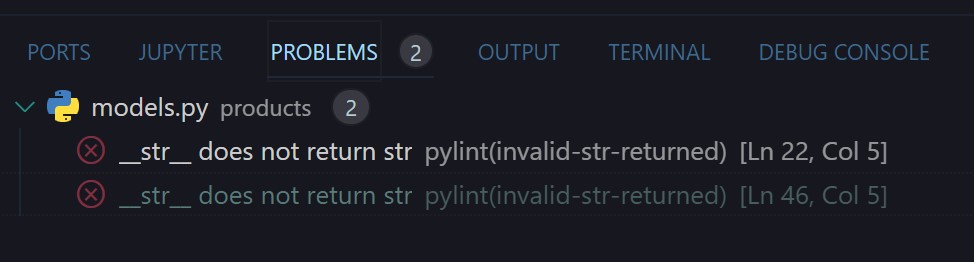 PORTS JUPYTER PROBLEMS 2 OUTPUT TERMINAL DEBUG CONSOLE
models.py products 2
__str__ does not return str pylint(invalid-str-returned) [Ln 22, Col 5]
__str__ does not return str pylint(invalid-str-returned) [Ln 46, Col 5]